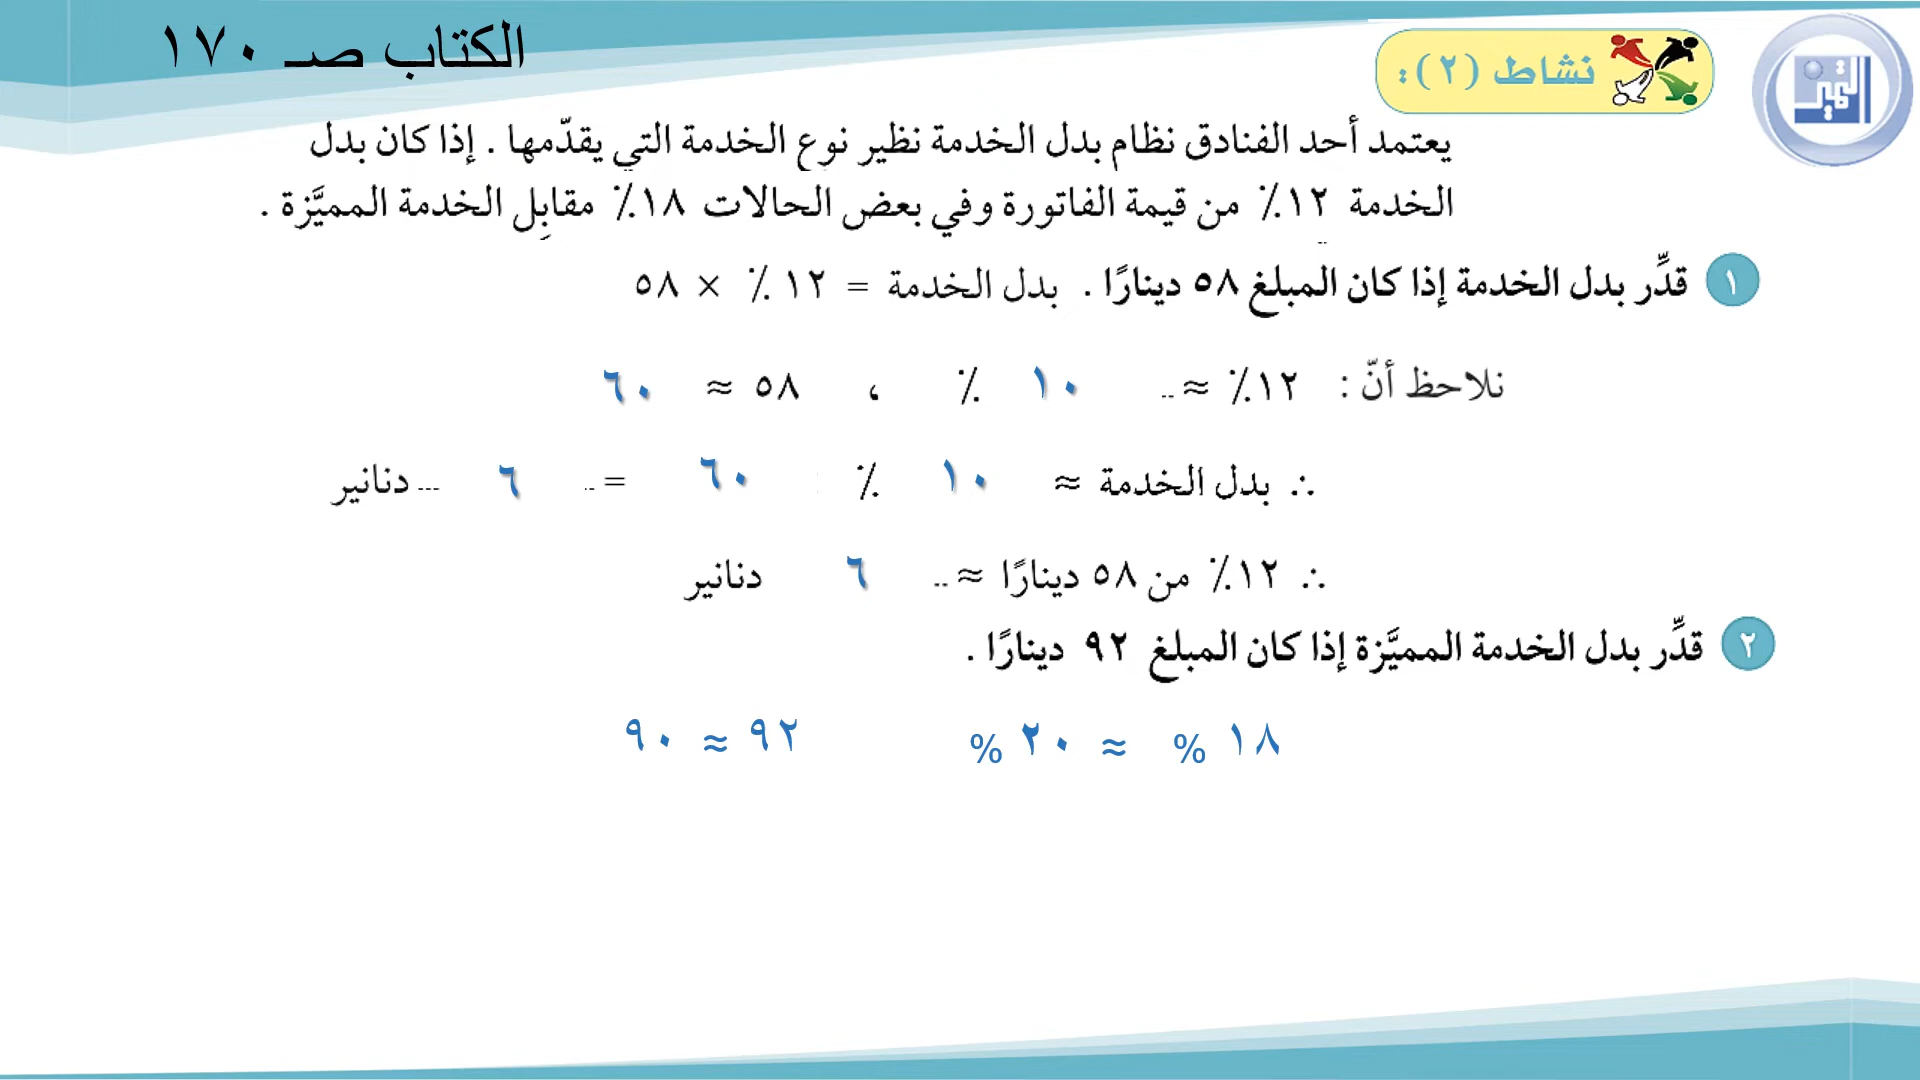 الكتاب صـ ١٧٠
نشاط (٢) :
التميز
يعتمد أحد الفنادق نظام بدل الخدمة نظير نوع الخدمة التي يقدّمها . إذا كان بدل
الخدمة ١٢٪ من قيمة الفاتورة وفي بعض الحالات ١٨٪ مقابِل الخدمة المميَّزة .
١ قدِّر بدل الخدمة إذا كان المبلغ ٥٨ دينارًا . بدل الخدمة = ١٢ ٪ × ٥٨
نلاحظ أنّ : ١٢٪ ≈ ١٠ ٪ ، ٥٨ ≈ ٦٠
∴ بدل الخدمة ≈ ١٠ ٪ ٦٠ = ٦ دنانير
∴ ١٢٪ من ٥٨ دينارًا ≈ ٦ دنانير
٢ قدِّر بدل الخدمة المميَّزة إذا كان المبلغ ٩٢ دينارًا .
١٨ % ≈ ٢٠ % ٩٢ ≈ ٩٠